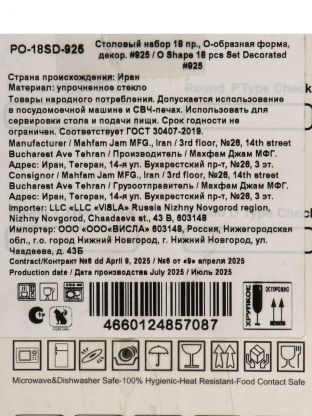 PO-18SD-925
Столовый набор 18 пр., О-образная форма,
декор. #925 / O Shape 18 pcs Set Decorated
#925
Страна происхождения: Иран
Материал: упрочненное стекло
Товары народного потребления. Допускается использование
в посудомоечной машине и СВЧ-печах. Использовать для
сервировки стола и подачи пищи. Срок годности не
ограничен. Соответствует ГОСТ 30407-2019.
Manufacturer / Mahfam Jam MFG., Iran / 3rd floor, №26, 14th street
Bucharest Ave Tehran / Производитель / Махфам Джам МФГ.
Адрес: Иран, Тегеран, 14-я ул. Бухарестский пр-т, №26, 3 эт.
Consignor / Mahfam Jam MFG., Iran / 3rd floor, №26, 14th street
Bucharest Ave Tehran / Грузоотправитель / Махфам Джам МФГ.
Адрес: Иран, Тегеран, 14-я ул. Бухарестский пр-т, №26, 3 эт.
Importer: LLC «LLC «VISLA» Russia Nizhny Novgorod region,
Nizhny Novgorod, Chaadaeva st., 43 B, 603148
Импортер: ООО «ООО«ВИСЛА» 603148, Россия, Нижегородская
обл., г.о. город Нижний Новгород, г. Нижний Новгород, ул.
Чаадаева, д. 43Б
Contract/Контракт №6 dd April 9, 2025 / №6 от «9» апреля 2025
Production date / Дата производства July 2025 / Июль 2025
ХРУПКОЕ
ОСТОРОЖНО
4660124857087
Microwave&Dishwasher Safe-100% Hygienic-Heat Resistant-Food Contact Safe